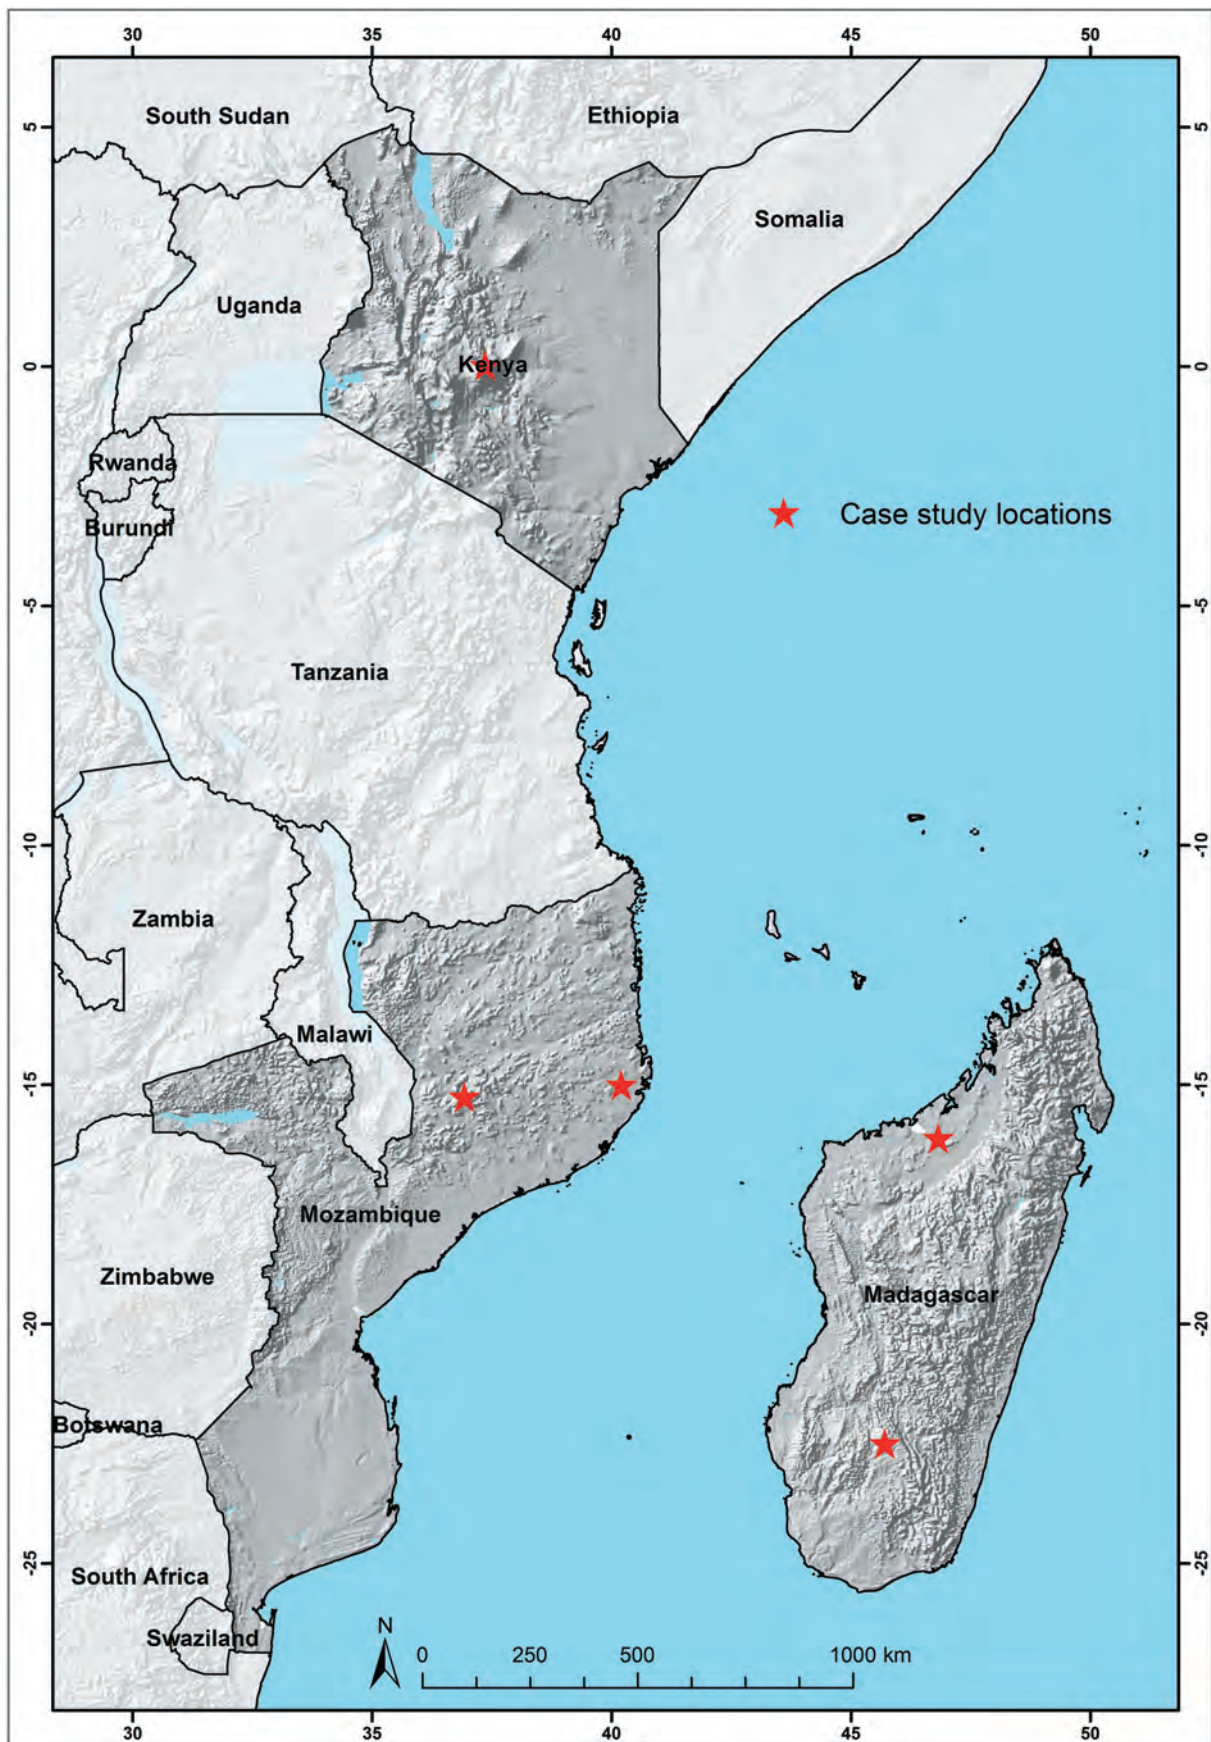 30 35 40 45 50
South Sudan
Ethiopia
5 5
Somalia
Uganda
Kenya
0 0
Rwanda
Burundi
Case study locations
-5 -5
Tanzania
-10 -10
Zambia
Malawi
-15 -15
Mozambique
Zimbabwe
Madagascar
-20 -20
Botswana
-25 -25
South Africa
Swaziland
N
0 250 500 1000 km
30 35 40 45 50